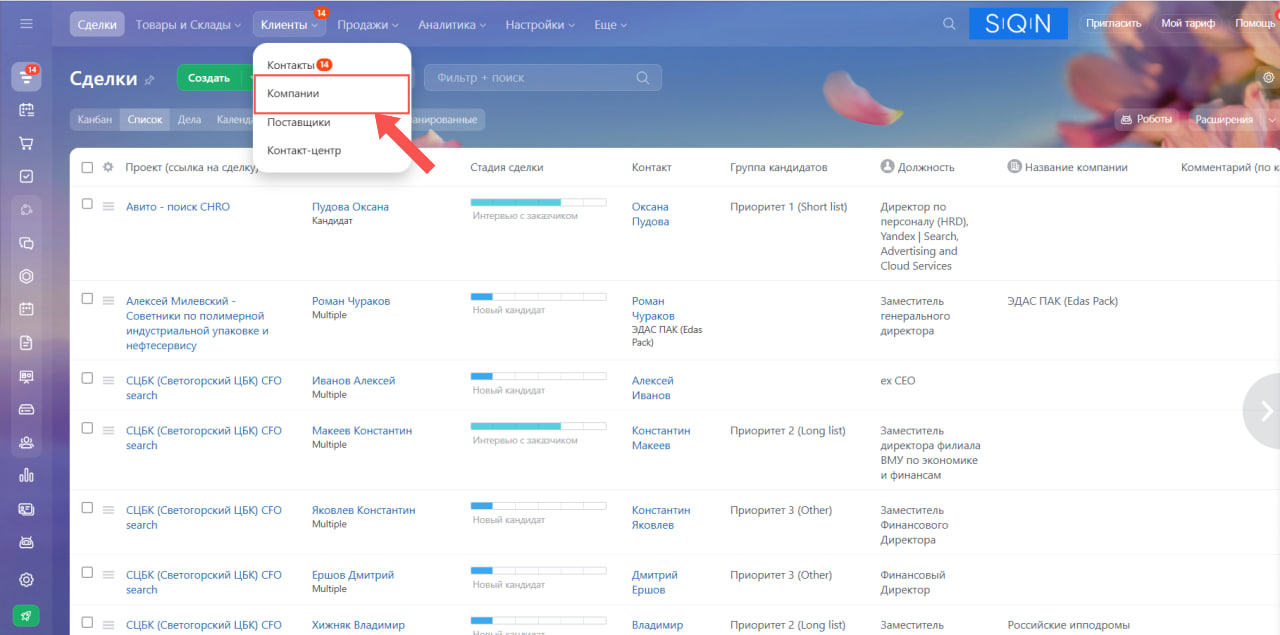 Сделки
Товары и Склады
Клиенты
14
Продажи
Аналитика
Настройки
Еще
SIQIN
Пригласить
Мой тариф
Помощь
14
Сделки
Создать
Контакты 14
Компании
Поставщики
Контакт-центр
Фильтр + поиск
Канбан
Список
Дела
Роботы
Расширения
Проект (ссылка на сделку)
Стадия сделки
Контакт
Группа кандидатов
Должность
Название компании
Комментарий (по
Авито - поиск CHRO
Пудова Оксана
Кандидат
Интервью с заказчиком
Оксана
Пудова
Приоритет 1 (Short list)
Директор по
персоналу (HRD),
Yandex | Search,
Advertising and
Cloud Services
Алексей Милевский -
Советники по полимерной
индустриальной упаковке и
нефтесервису
Роман Чураков
Multiple
Новый кандидат
Роман
Чураков
ЭДАС ПАК (Edas
Pack)
Заместитель
генерального
директора
ЭДАС ПАК (Edas Pack)
СЦБК (Светогорский ЦБК) CFO
search
Иванов Алексей
Multiple
Новый кандидат
Алексей
Иванов
ex CEO
СЦБК (Светогорский ЦБК) CFO
search
Макеев Константин
Multiple
Интервью с заказчиком
Константин
Макеев
Приоритет 2 (Long list)
Заместитель
директора филиала
ВМУ по экономике
и финансам
СЦБК (Светогорский ЦБК) CFO
search
Яковлев Константин
Multiple
Новый кандидат
Константин
Яковлев
Приоритет 3 (Other)
Заместитель
Финансового
Директора
СЦБК (Светогорский ЦБК) CFO
search
Ершов Дмитрий
Multiple
Новый кандидат
Дмитрий
Ершов
Приоритет 3 (Other)
Финансовый
Директор
СЦБК (Светогорский ЦБК) CFO
Хижняк Владимир
Новый кандидат
Владимир
Приоритет 2 (Long list)
Заместитель
Российские ипподромы